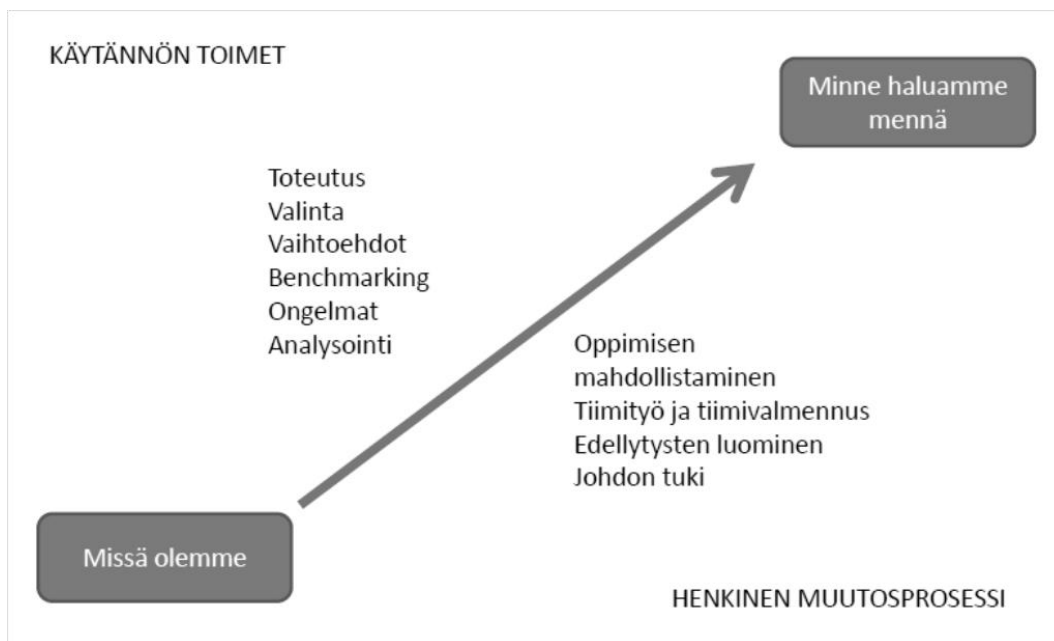 KÄYTÄNNÖN TOIMET
Minne haluamme
mennä
Toteutus
Valinta
Vaihtoehdot
Benchmarking
Ongelmat
Analysointi
Oppimisen
mahdollistaminen
Tiimityö ja tiimivalmennus
Edellytysten luominen
Johdon tuki
Missä olemme
HENKINEN MUUTOSPROSESSI